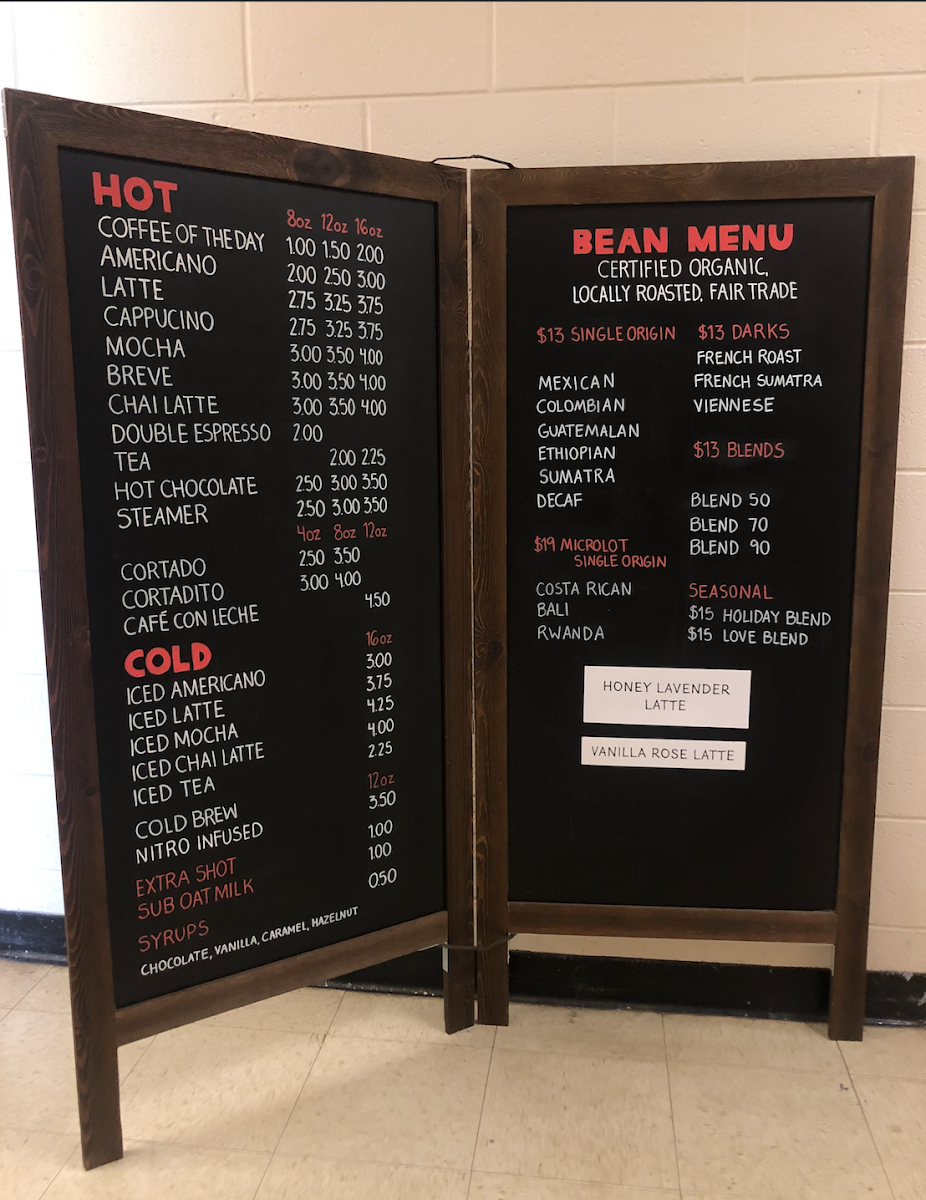 HOT 8oz 12oz 16oz
COFFEE OF THE DAY 1.00 1.50 2.00
AMERICANO 2.00 2.50 3.00
LATTE 2.75 3.25 3.75
CAPPUCINO 2.75 3.25 3.75
MOCHA 3.00 3.50 4.00
BREVE 3.00 3.50 4.00
CHAI LATTE 3.00 3.50 4.00
DOUBLE ESPRESSO 2.00
TEA 2.00 2.25
HOT CHOCOLATE 2.50 3.00 3.50
STEAMER 2.50 3.00 3.50
4oz 8oz 12oz
CORTADO 2.50 3.50
CORTADITO 3.00 4.00
CAFÉ CON LECHE 4.50
COLD 16oz
ICED AMERICANO 3.00
ICED LATTE 3.75
ICED MOCHA 4.25
ICED CHAI LATTE 4.00
ICED TEA 2.25
COLD BREW 12oz
NITRO INFUSED 3.50
EXTRA SHOT 1.00
SUB OAT MILK 1.00
SYRUPS 0.50
CHOCOLATE, VANILLA, CARAMEL, HAZELNUT
BEAN MENU
CERTIFIED ORGANIC,
LOCALLY ROASTED, FAIR TRADE
$13 SINGLE ORIGIN
MEXICAN
COLOMBIAN
GUATEMALAN
ETHIOPIAN
SUMATRA
DECAF
$19 MICROLOT
SINGLE ORIGIN
COSTA RICAN
BALI
RWANDA
$13 DARKS
FRENCH ROAST
FRENCH SUMATRA
VIENNESE
$13 BLENDS
BLEND 50
BLEND 70
BLEND 90
SEASONAL
$15 HOLIDAY BLEND
$15 LOVE BLEND
HONEY LAVENDER
LATTE
VANILLA ROSE LATTE